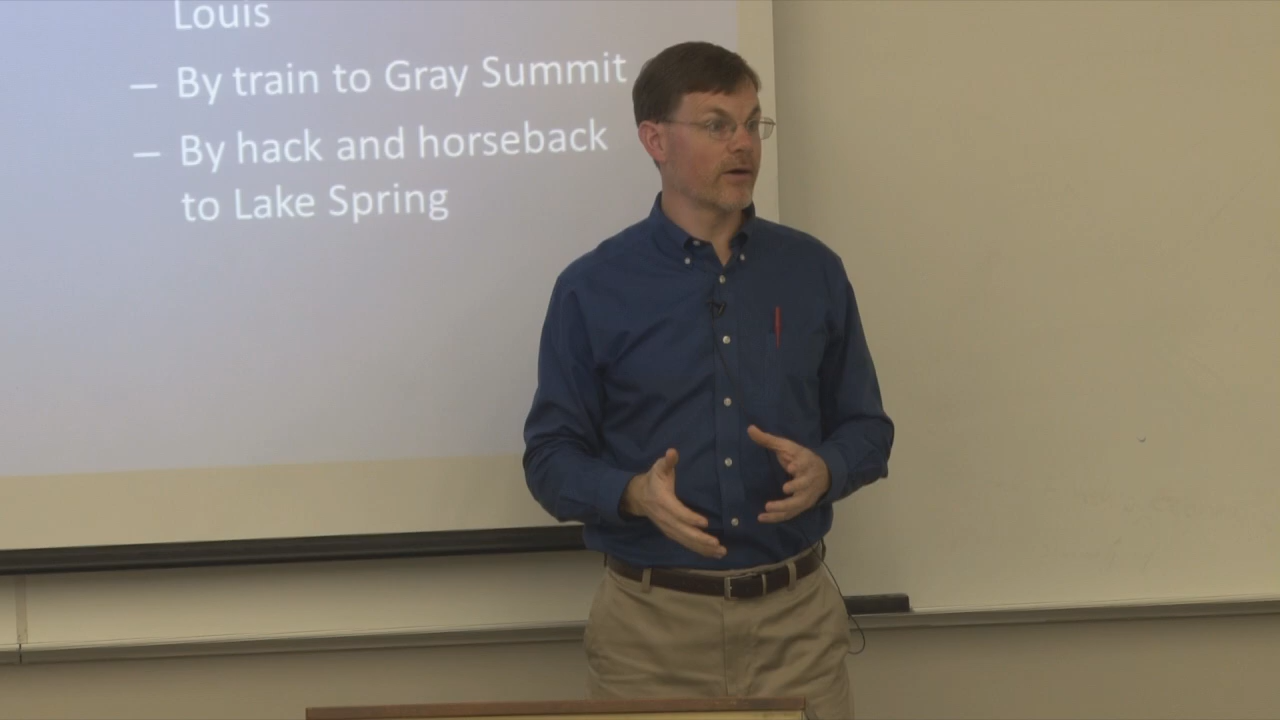 Louis
– By train to Gray Summit
– By hack and horseback
to Lake Spring